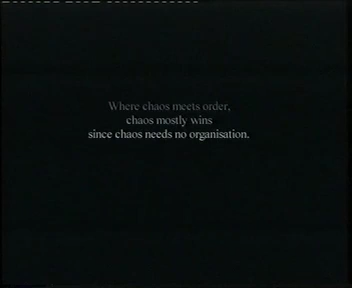 Where chaos meets order,
chaos mostly wins
since chaos needs no organisation.